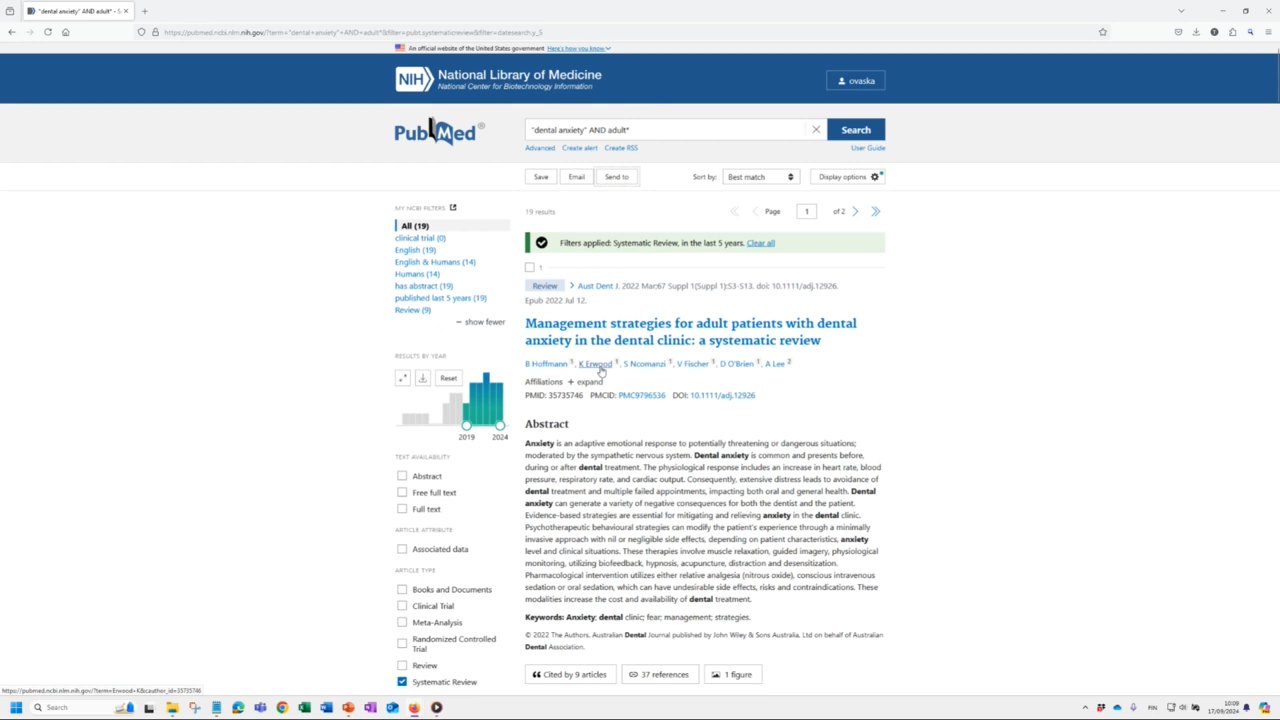 "dental anxiety" AND adult* - S
https://pubmed.ncbi.nlm.nih.gov/?term="dental+anxiety"+AND+adult*&filter=pubt.systematicreview&filter=datesearch.y_5
An official website of the United States government Here's how you know
NIH National Library of Medicine
National Center for Biotechnology Information
ovaska
PubMed®
"dental anxiety" AND adult*
Search
Advanced Create alert Create RSS
User Guide
Save Email Send to
Sort by: Best match
Display options
MY NCBI FILTERS
All (19)
clinical trial (0)
English (19)
English & Humans (14)
Humans (14)
has abstract (19)
published last 5 years (19)
Review (9)
— show fewer
19 results
Page 1 of 2
Filters applied: Systematic Review, in the last 5 years. Clear all
1
Review Aust Dent J. 2022 Mar;67 Suppl 1(Suppl 1):S3-S13. doi: 10.1111/adj.12926.
Epub 2022 Jul 12.
Management strategies for adult patients with dental
anxiety in the dental clinic: a systematic review
B Hoffmann 1, K Erwood 1, S Ncomanzi 1, V Fischer 1, D O'Brien 1, A Lee 2
Affiliations + expand
PMID: 35735746 PMCID: PMC9796536 DOI: 10.1111/adj.12926
Abstract
Anxiety is an adaptive emotional response to potentially threatening or dangerous situations;
moderated by the sympathetic nervous system. Dental anxiety is common and presents before,
during or after dental treatment. The physiological response includes an increase in heart rate, blood
pressure, respiratory rate, and cardiac output. Consequently, extensive distress leads to avoidance of
dental treatment and multiple failed appointments, impacting both oral and general health. Dental
anxiety can generate a variety of negative consequences for both the dentist and the patient.
Evidence-based strategies are essential for mitigating and relieving anxiety in the dental clinic.
Psychotherapeutic behavioural strategies can modify the patient's experience through a minimally
invasive approach with nil or negligible side effects, depending on patient characteristics, anxiety
level and clinical situations. These therapies involve muscle relaxation, guided imagery, physiological
monitoring, utilizing biofeedback, hypnosis, acupuncture, distraction and desensitization.
Pharmacological intervention utilizes either relative analgesia (nitrous oxide), conscious intravenous
sedation or oral sedation, which can have undesirable side effects, risks and contraindications. These
modalities increase the cost and availability of dental treatment.
Keywords: Anxiety; dental clinic; fear; management; strategies.
© 2022 The Authors. Australian Dental Journal published by John Wiley & Sons Australia, Ltd on behalf of Australian
Dental Association.
Cited by 9 articles
37 references
1 figure
RESULTS BY YEAR
Reset
2019 2024
TEXT AVAILABILITY
Abstract
Free full text
Full text
ARTICLE ATTRIBUTE
Associated data
ARTICLE TYPE
Books and Documents
Clinical Trial
Meta-Analysis
Randomized Controlled
Trial
Review
Systematic Review
https://pubmed.ncbi.nlm.nih.gov/?term=Erwood+K&cauthor_id=35735746
Search
FIN
10:09
17/09/2024